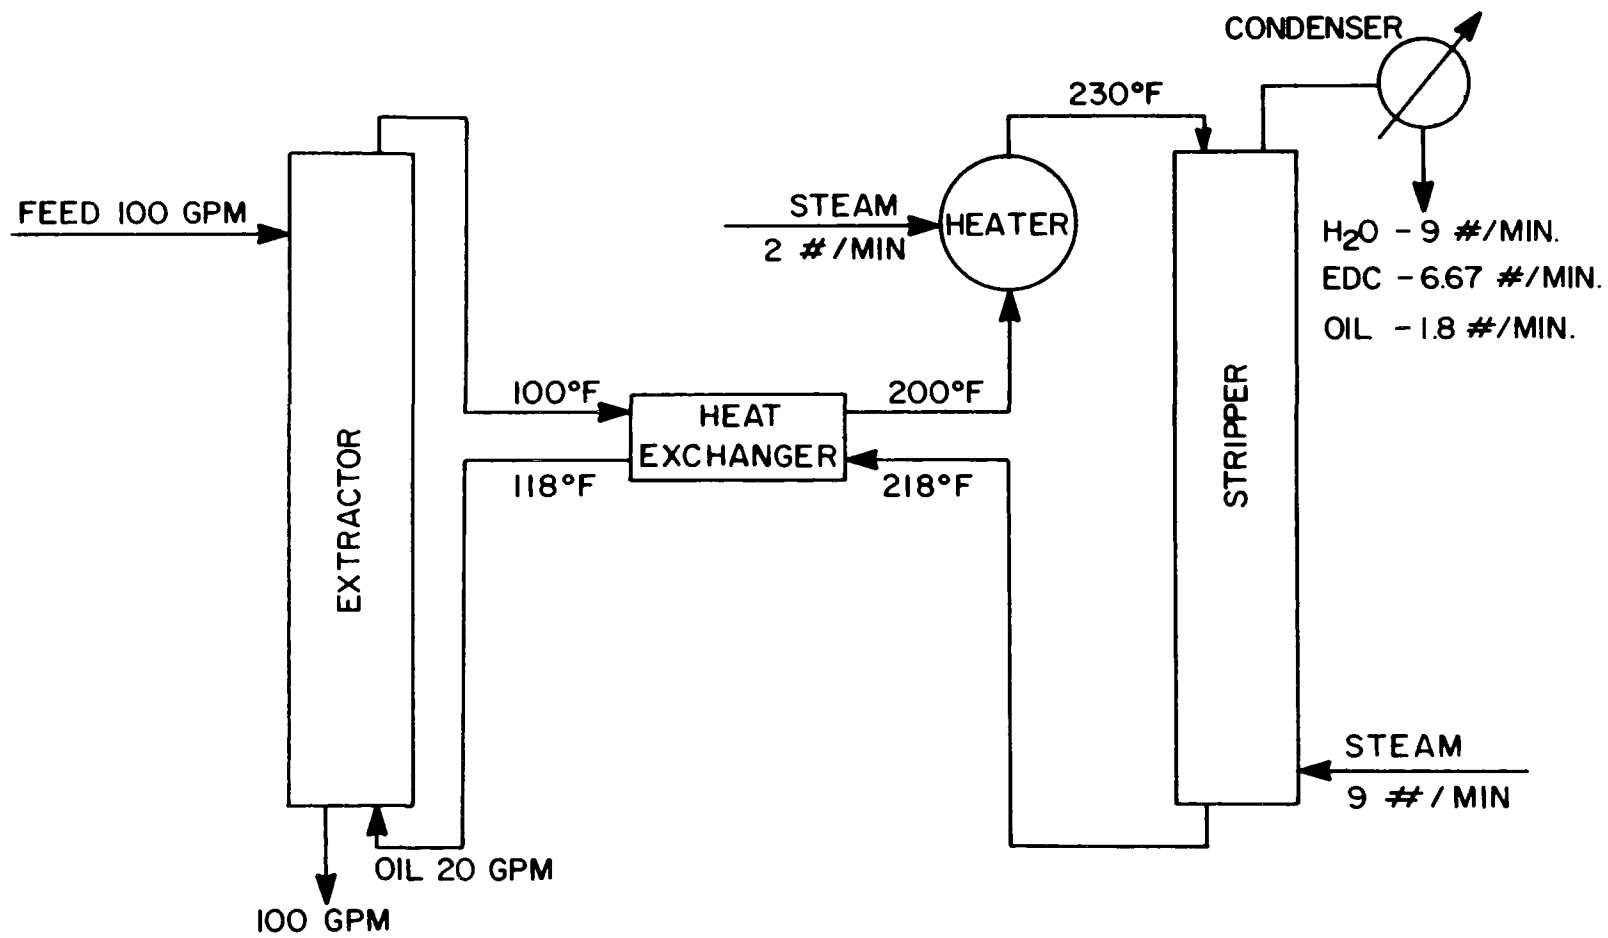 CONDENSER
230°F
FEED 100 GPM
STEAM
2 #/MIN
HEATER
H₂O - 9 #/MIN.
EDC - 6.67 #/MIN.
OIL - 1.8 #/MIN.
100°F
HEAT
EXCHANGER
200°F
118°F
218°F
EXTRACTOR
STRIPPER
STEAM
9 #/MIN
OIL 20 GPM
100 GPM